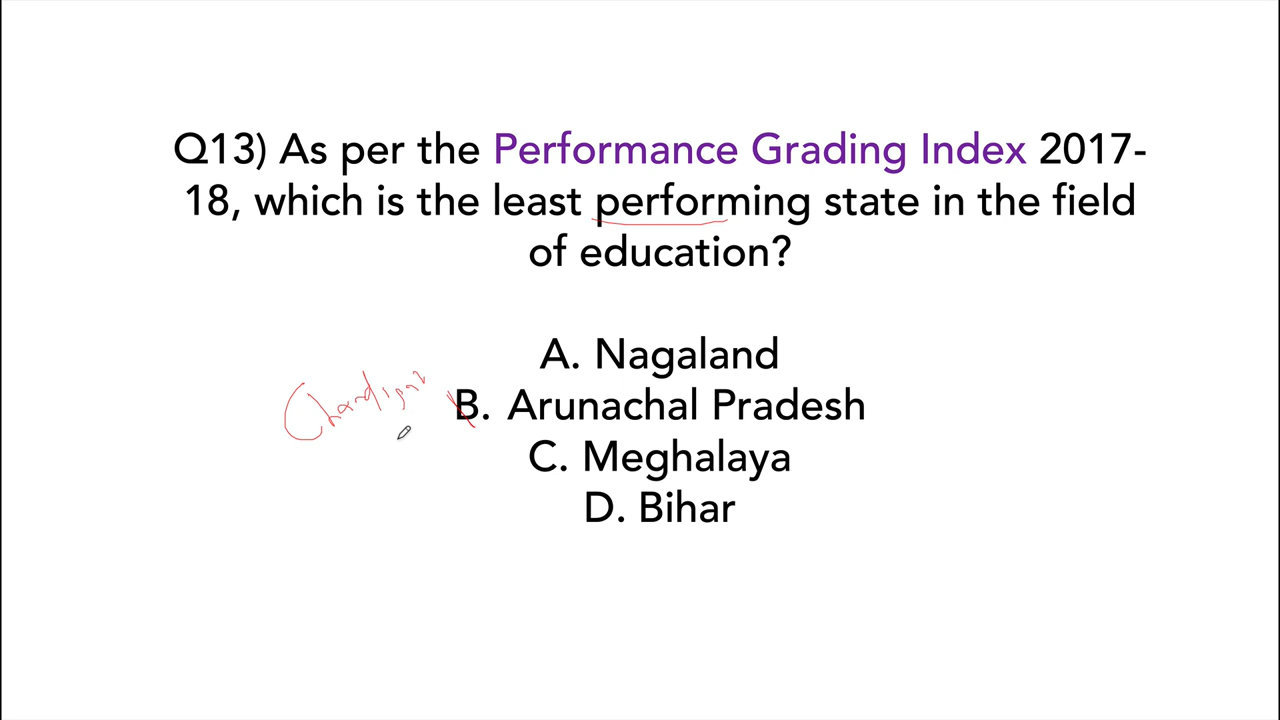 Q13) As per the Performance Grading Index 2017-
18, which is the least performing state in the field
of education?
A. Nagaland
Chandigarh
B. Arunachal Pradesh
C. Meghalaya
D. Bihar